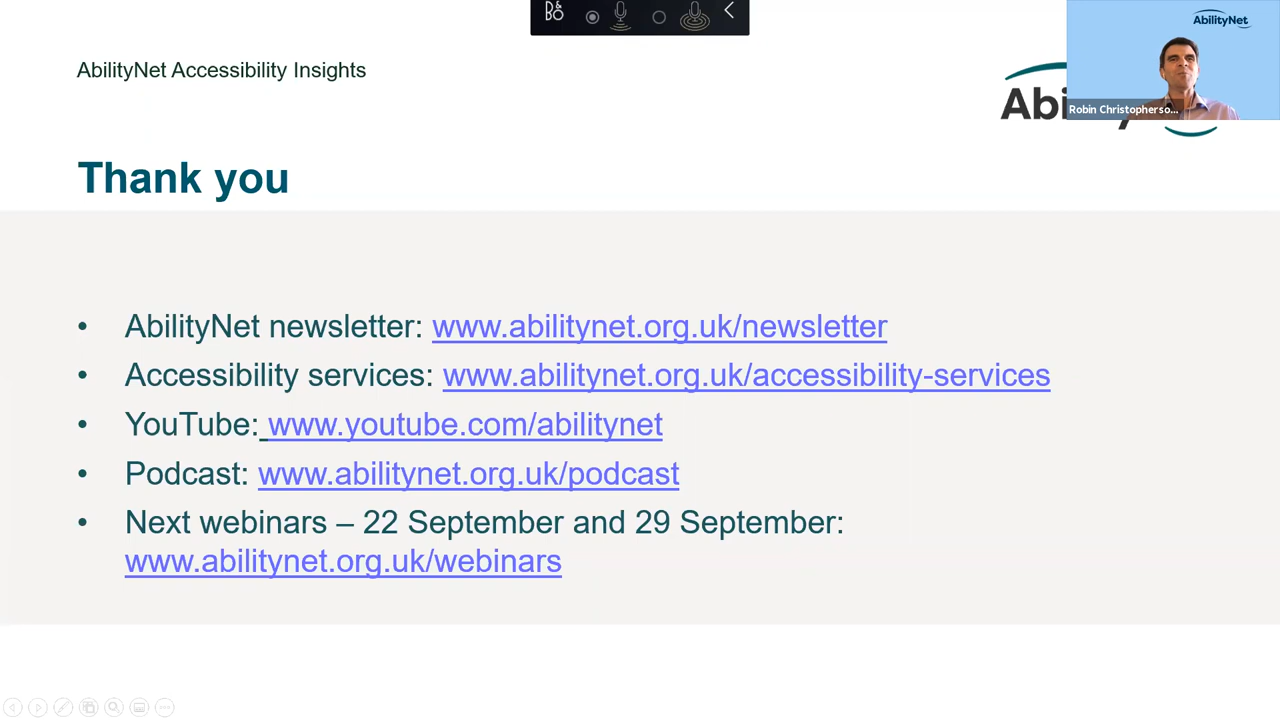 B&O
AbilityNet
AbilityNet Accessibility Insights
Abi
Robin Christopherso...
Thank you
• AbilityNet newsletter: www.abilitynet.org.uk/newsletter
• Accessibility services: www.abilitynet.org.uk/accessibility-services
• YouTube: www.youtube.com/abilitynet
• Podcast: www.abilitynet.org.uk/podcast
• Next webinars – 22 September and 29 September:
www.abilitynet.org.uk/webinars